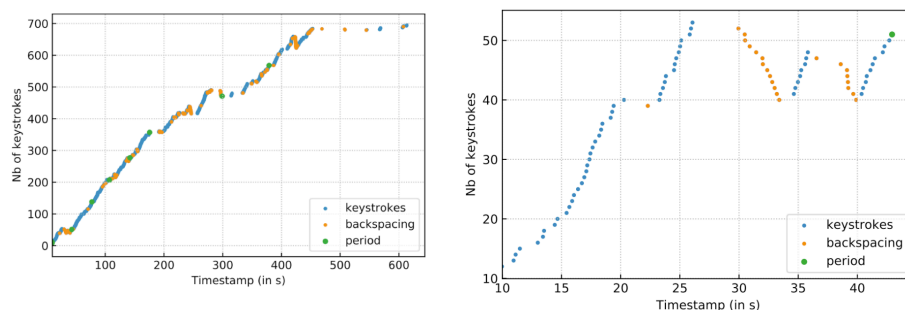 700
600
500
400
300
200
100
0
Nb of keystrokes
keystrokes
backspacing
period
100 200 300 400 500 600
Timestamp (in s)
50
40
30
20
10
Nb of keystrokes
keystrokes
backspacing
period
10 15 20 25 30 35 40
Timestamp (in s)